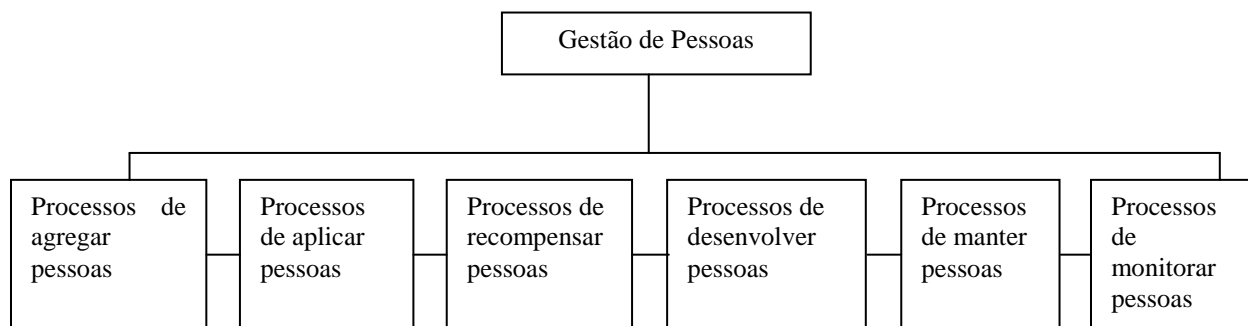 Gestão de Pessoas
Processos de
agregar
pessoas
Processos
de aplicar
pessoas
Processos de
recompensar
pessoas
Processos de
desenvolver
pessoas
Processos
de manter
pessoas
Processos
de
monitorar
pessoas